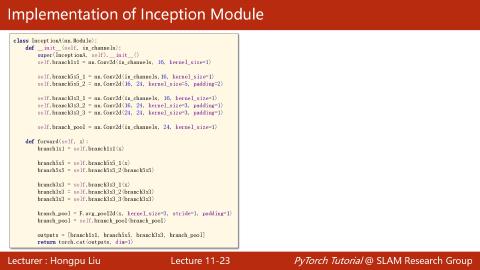 Implementation of Inception Module
class InceptionA(nn.Module):
def __init__(self, in_channels):
super(InceptionA, self).__init__()
self.branch1x1 = nn.Conv2d(in_channels, 16, kernel_size=1)
self.branch5x5_1 = nn.Conv2d(in_channels,16, kernel_size=1)
self.branch5x5_2 = nn.Conv2d(16, 24, kernel_size=5, padding=2)
self.branch3x3_1 = nn.Conv2d(in_channels, 16, kernel_size=1)
self.branch3x3_2 = nn.Conv2d(16, 24, kernel_size=3, padding=1)
self.branch3x3_3 = nn.Conv2d(24, 24, kernel_size=3, padding=1)
self.branch_pool = nn.Conv2d(in_channels, 24, kernel_size=1)
def forward(self, x):
branch1x1 = self.branch1x1(x)
branch5x5 = self.branch5x5_1(x)
branch5x5 = self.branch5x5_2(branch5x5)
branch3x3 = self.branch3x3_1(x)
branch3x3 = self.branch3x3_2(branch3x3)
branch3x3 = self.branch3x3_3(branch3x3)
branch_pool = F.avg_pool2d(x, kernel_size=3, stride=1, padding=1)
branch_pool = self.branch_pool(branch_pool)
outputs = [branch1x1, branch5x5, branch3x3, branch_pool]
return torch.cat(outputs, dim=1)
Lecturer : Hongpu Liu
Lecture 11-23
PyTorch Tutorial @ SLAM Research Group